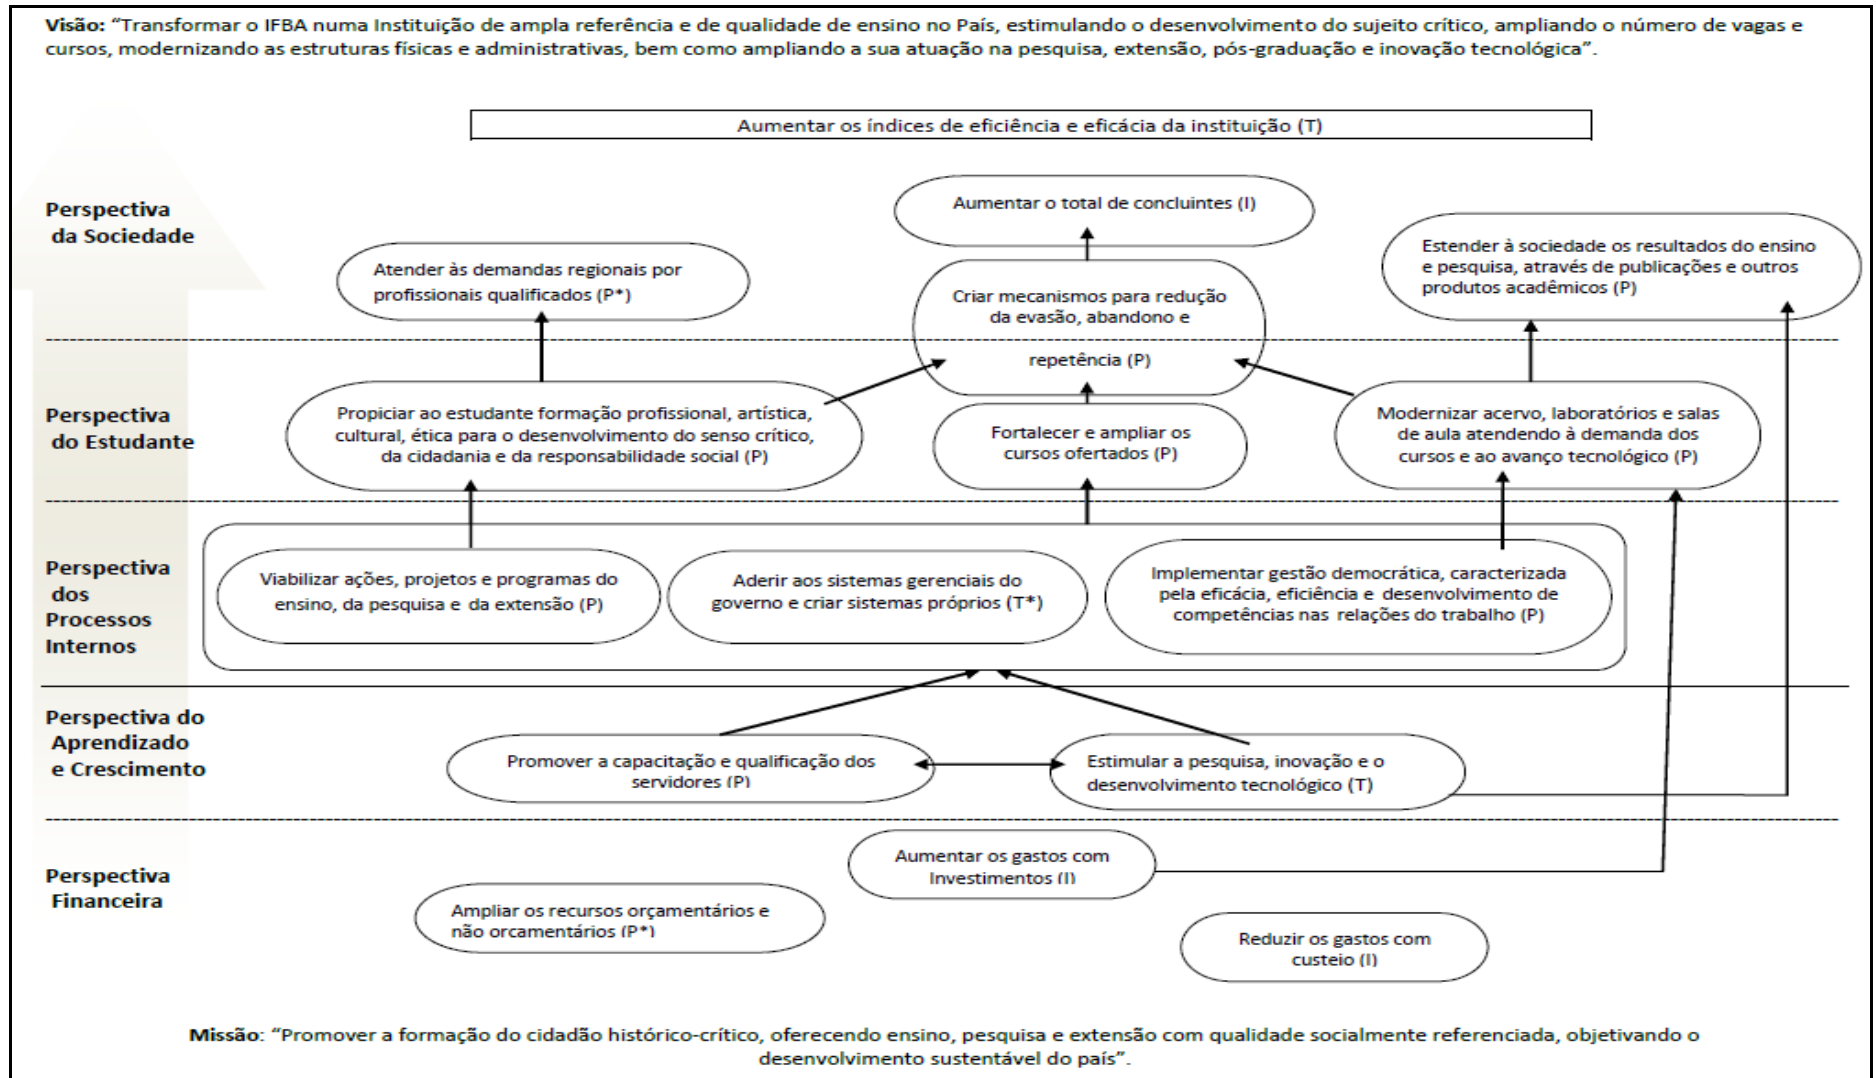 Visão: “Transformar o IFBA numa Instituição de ampla referência e de qualidade de ensino no País, estimulando o desenvolvimento do sujeito crítico, ampliando o número de vagas e
cursos, modernizando as estruturas físicas e administrativas, bem como ampliando a sua atuação na pesquisa, extensão, pós-graduação e inovação tecnológica”.
Aumentar os índices de eficiência e eficácia da instituição (T)
Perspectiva
da Sociedade
Aumentar o total de concluintes (I)
Atender às demandas regionais por
profissionais qualificados (P*)
Criar mecanismos para redução
da evasão, abandono e
repetência (P)
Estender à sociedade os resultados do ensino
e pesquisa, através de publicações e outros
produtos acadêmicos (P)
Perspectiva
do Estudante
Propiciar ao estudante formação profissional, artística,
cultural, ética para o desenvolvimento do senso crítico,
da cidadania e da responsabilidade social (P)
Fortalecer e ampliar os
cursos ofertados (P)
Modernizar acervo, laboratórios e salas
de aula atendendo à demanda dos
cursos e ao avanço tecnológico (P)
Perspectiva
dos
Processos
Internos
Viabilizar ações, projetos e programas do
ensino, da pesquisa e da extensão (P)
Aderir aos sistemas gerenciais do
governo e criar sistemas próprios (T*)
Implementar gestão democrática, caracterizada
pela eficácia, eficiência e desenvolvimento de
competências nas relações do trabalho (P)
Perspectiva do
Aprendizado
e Crescimento
Promover a capacitação e qualificação dos
servidores (P)
Estimular a pesquisa, inovação e o
desenvolvimento tecnológico (T)
Perspectiva
Financeira
Aumentar os gastos com
Investimentos (I)
Ampliar os recursos orçamentários e
não orçamentários (P*)
Reduzir os gastos com
custeio (I)
Missão: “Promover a formação do cidadão histórico-crítico, oferecendo ensino, pesquisa e extensão com qualidade socialmente referenciada, objetivando o
desenvolvimento sustentável do país”.